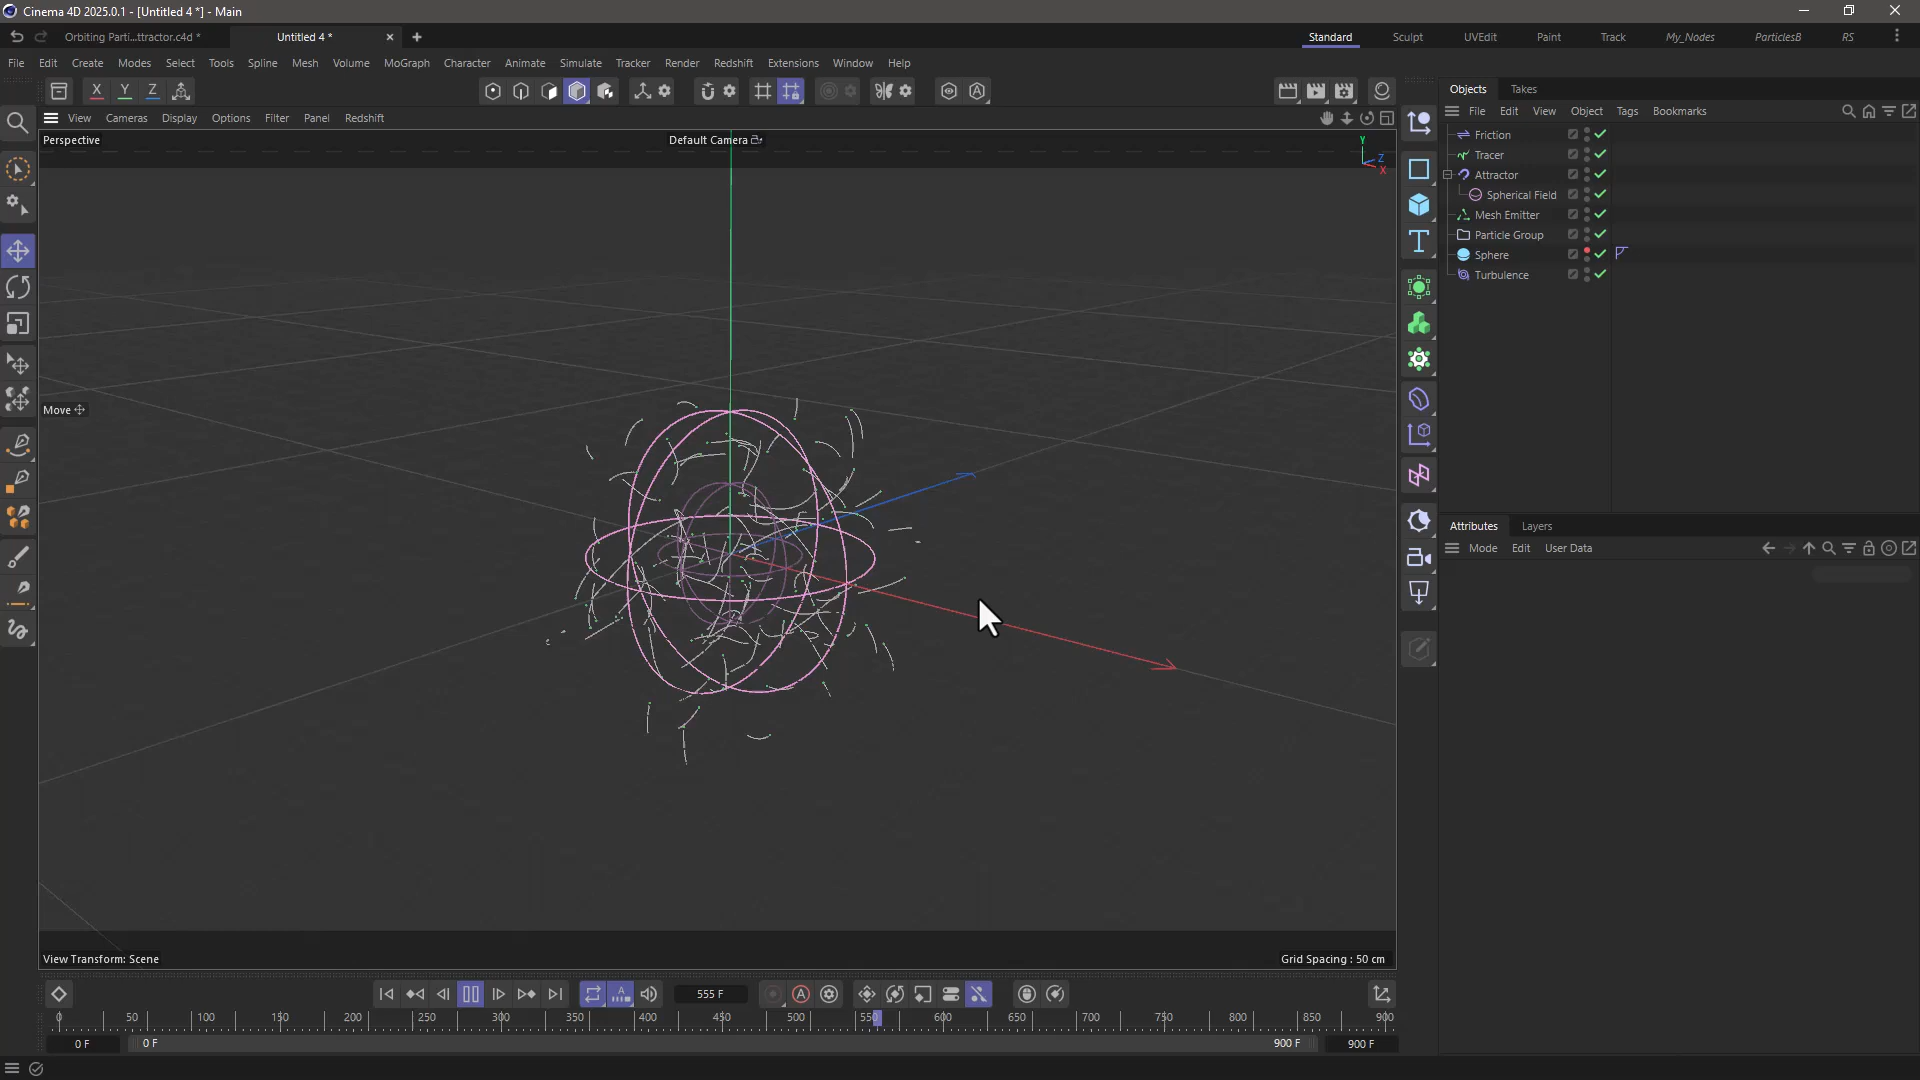 Cinema 4D 2025.0.1 - [Untitled 4 *] - Main
Orbiting Parti...ttractor.c4d *
Untitled 4 *
Standard
Sculpt
UVEdit
Paint
Track
My_Nodes
ParticlesB
RS
File Edit Create Modes Select Tools Spline Mesh Volume MoGraph Character Animate Simulate Tracker Render Redshift Extensions Window Help
X Y Z
View Cameras Display Options Filter Panel Redshift
Perspective
Default Camera
Y
Z
X
Move
View Transform: Scene
Grid Spacing : 50 cm
Objects Takes
File Edit View Object Tags Bookmarks
Friction
Tracer
Attractor
Spherical Field
Mesh Emitter
Particle Group
Sphere
Turbulence
Attributes Layers
Mode Edit User Data
555 F
0 50 100 150 200 250 300 350 400 450 500 550 600 650 700 750 800 850 900
0 F
0 F
900 F
900 F